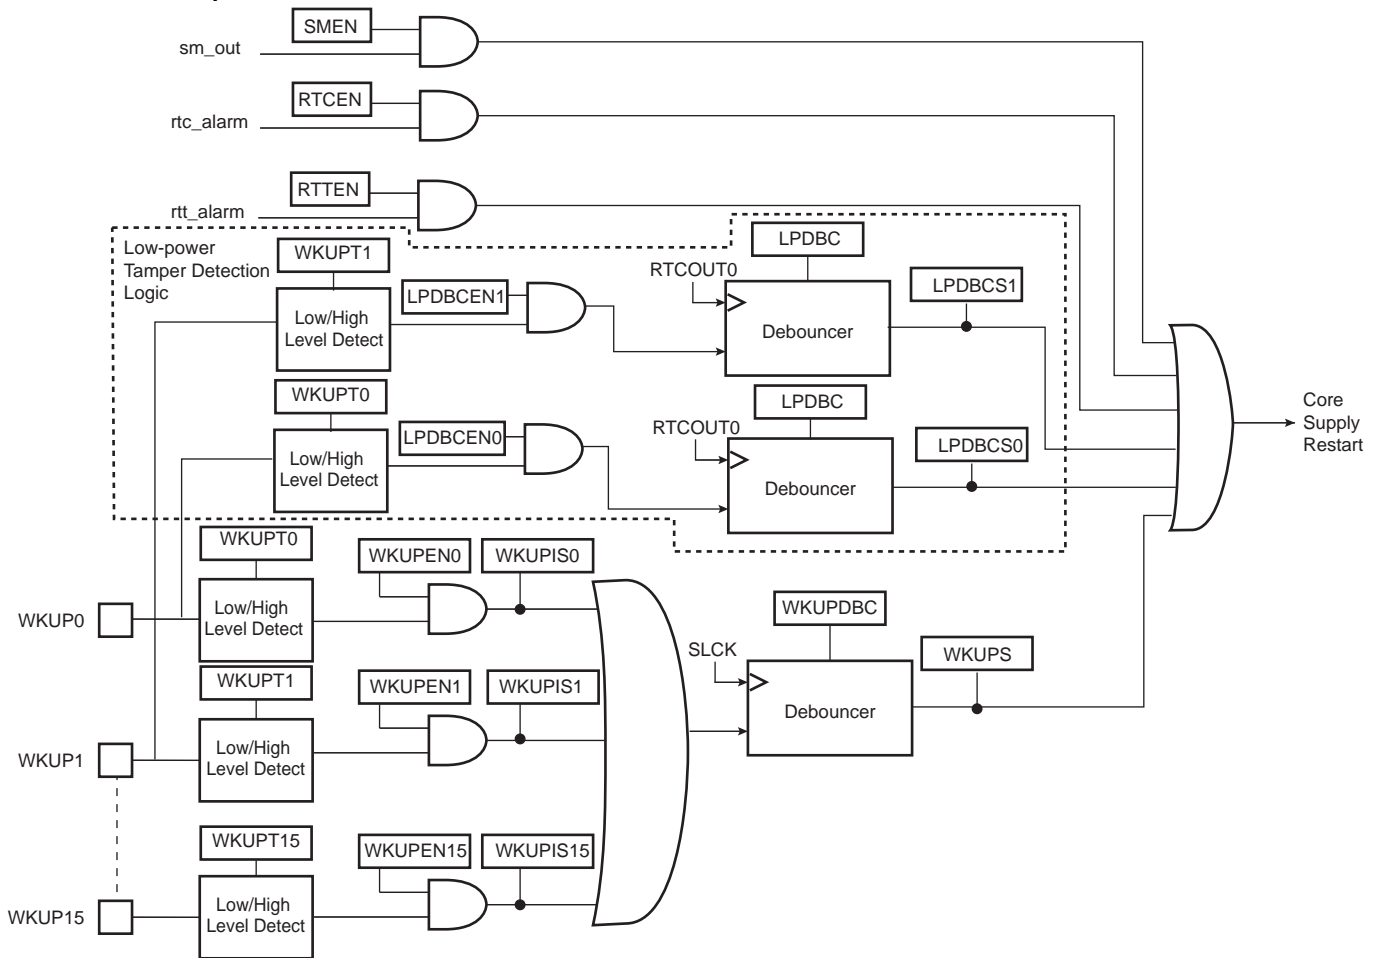 SMEN
sm_out
RTCEN
rtc_alarm
RTTEN
rtt_alarm
Low-power
Tamper Detection
Logic
WKUPT1
Low/High
Level Detect
LPDBCEN1
RTCOUT0
LPDBC
Debouncer
LPDBCS1
WKUPT0
Low/High
Level Detect
LPDBCEN0
RTCOUT0
LPDBC
Debouncer
LPDBCS0
Core
Supply
Restart
WKUPT0
WKUP0
Low/High
Level Detect
WKUPEN0
WKUPIS0
WKUPT1
WKUP1
Low/High
Level Detect
WKUPEN1
WKUPIS1
SLCK
WKUPDBC
Debouncer
WKUPS
WKUPT15
WKUP15
Low/High
Level Detect
WKUPEN15
WKUPIS15